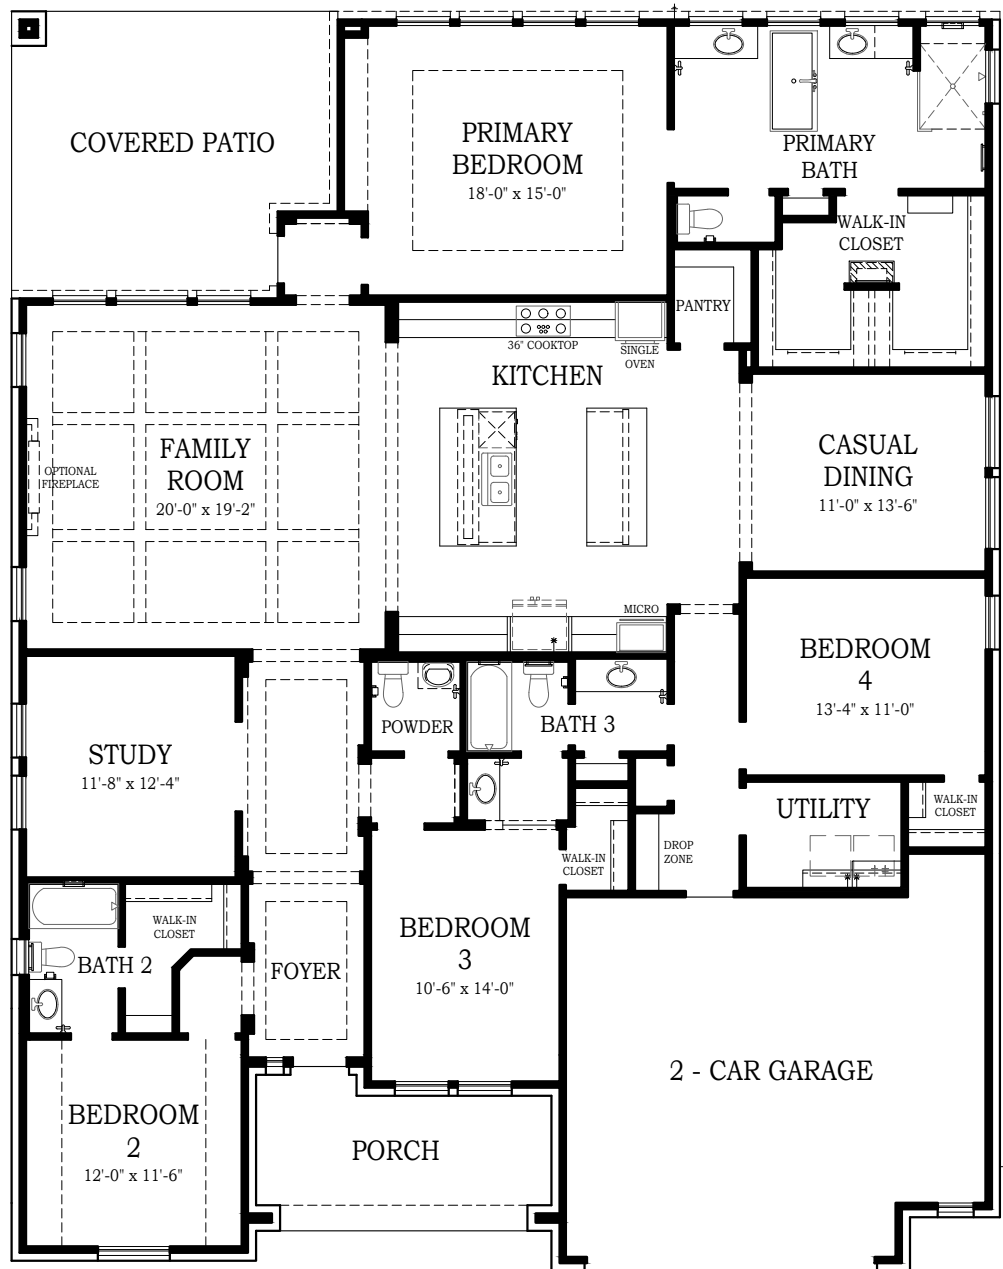 COVERED PATIO
PRIMARY
BEDROOM
18'-0" x 15'-0"
PRIMARY
BATH
WALK-IN
CLOSET
PANTRY
36" COOKTOP
SINGLE
OVEN
KITCHEN
FAMILY
ROOM
20'-0" x 19'-2"
OPTIONAL
FIREPLACE
CASUAL
DINING
11'-0" x 13'-6"
MICRO
BEDROOM
4
13'-4" x 11'-0"
STUDY
11'-8" x 12'-4"
POWDER
BATH 3
UTILITY
WALK-IN
CLOSET
DROP
ZONE
WALK-IN
CLOSET
WALK-IN
CLOSET
BATH 2
FOYER
BEDROOM
3
10'-6" x 14'-0"
2 - CAR GARAGE
BEDROOM
2
12'-0" x 11'-6"
PORCH